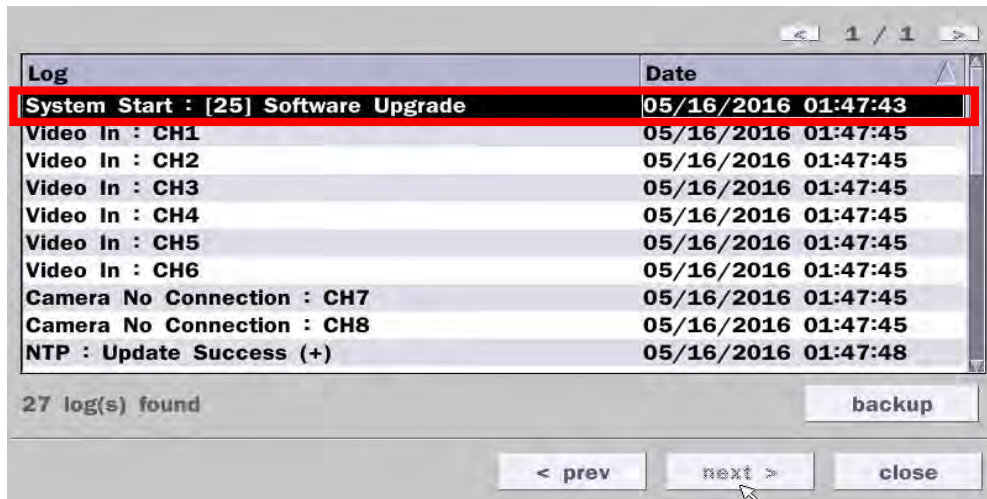 < 1 / 1 >
Log Date
System Start : [25] Software Upgrade 05/16/2016 01:47:43
Video In : CH1 05/16/2016 01:47:45
Video In : CH2 05/16/2016 01:47:45
Video In : CH3 05/16/2016 01:47:45
Video In : CH4 05/16/2016 01:47:45
Video In : CH5 05/16/2016 01:47:45
Video In : CH6 05/16/2016 01:47:45
Camera No Connection : CH7 05/16/2016 01:47:45
Camera No Connection : CH8 05/16/2016 01:47:45
NTP : Update Success (+) 05/16/2016 01:47:48
27 log(s) found backup
< prev next > close